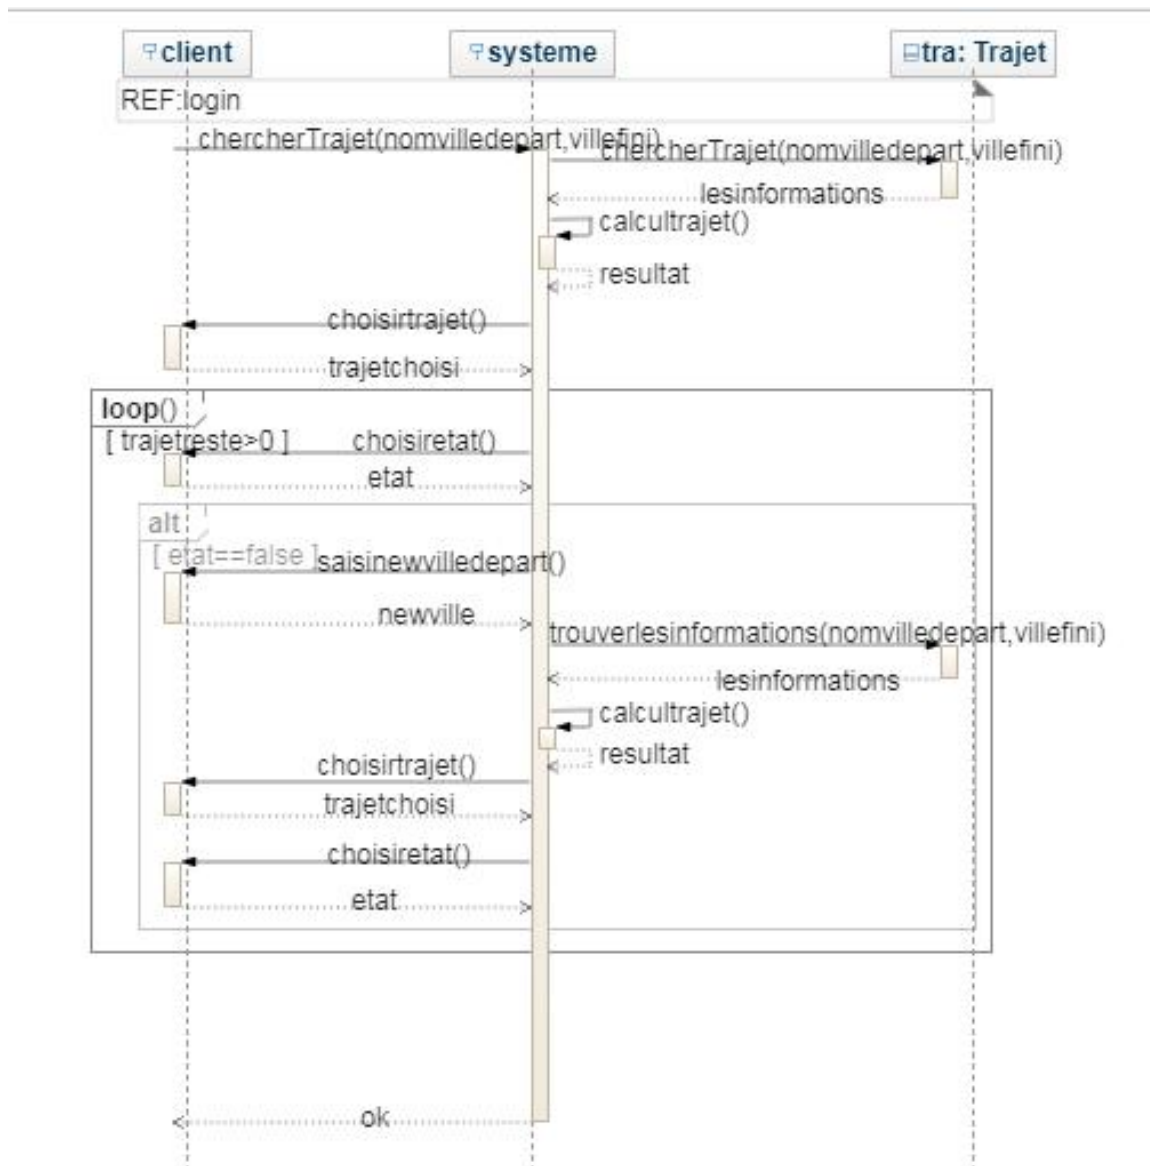 client
systeme
tra: Trajet
REF:login
chercherTrajet(nomvilledepart,villefini)
chercherTrajet(nomvilledepart,villefini)
lesinformations
calcultrajet()
resultat
choisirtrajet()
trajetchoisi
loop()
[ trajetreste>0 ]
choisiretat()
etat
alt
[ etat==false ]
saisinewvilledepart()
newville
trouverlesinformations(nomvilledepart,villefini)
lesinformations
calcultrajet()
resultat
choisirtrajet()
trajetchoisi
choisiretat()
etat
ok